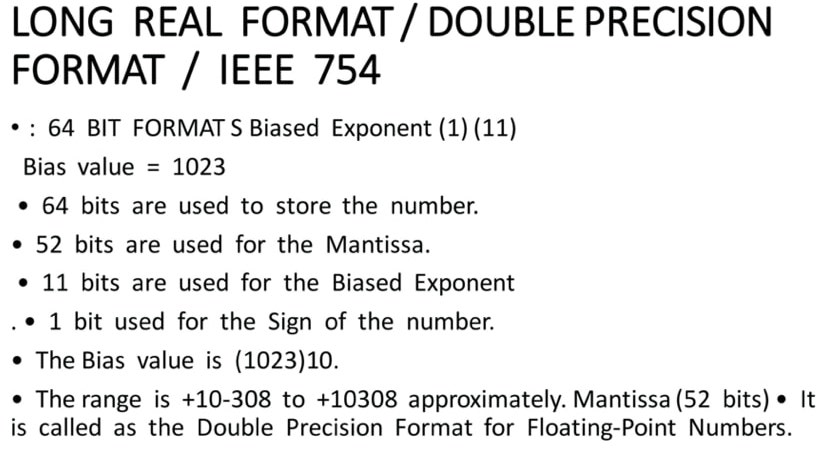 LONG REAL FORMAT / DOUBLE PRECISION
FORMAT / IEEE 754
• : 64 BIT FORMAT S Biased Exponent (1) (11)
Bias value = 1023
• 64 bits are used to store the number.
• 52 bits are used for the Mantissa.
• 11 bits are used for the Biased Exponent
. • 1 bit used for the Sign of the number.
• The Bias value is (1023)10.
• The range is +10-308 to +10308 approximately. Mantissa (52 bits) • It
is called as the Double Precision Format for Floating-Point Numbers.